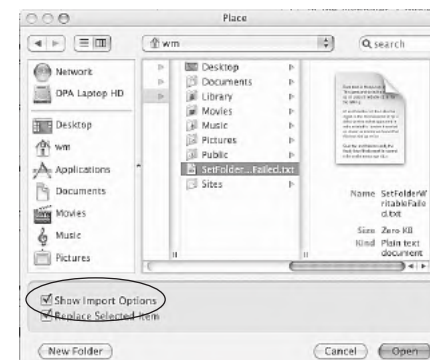 Place
wm
search
Network
OPA Laptop HD
Desktop
wm
Applications
Documents
Movies
Music
Pictures
Desktop
Documents
Library
Movies
Music
Pictures
Public
SetFolder...Failed.txt
Sites
Name SetFolderW
ritableFaile
d.txt
Size Zero KB
Kind Plain text
document
Show Import Options
Replace Selected Item
New Folder
Cancel
Open